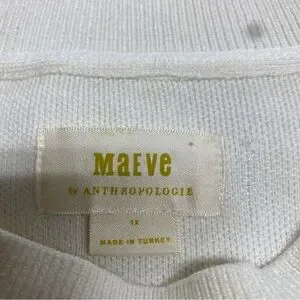 MaEVe
by ANTHROPOLOGIE
1X
MADE IN TURKEY